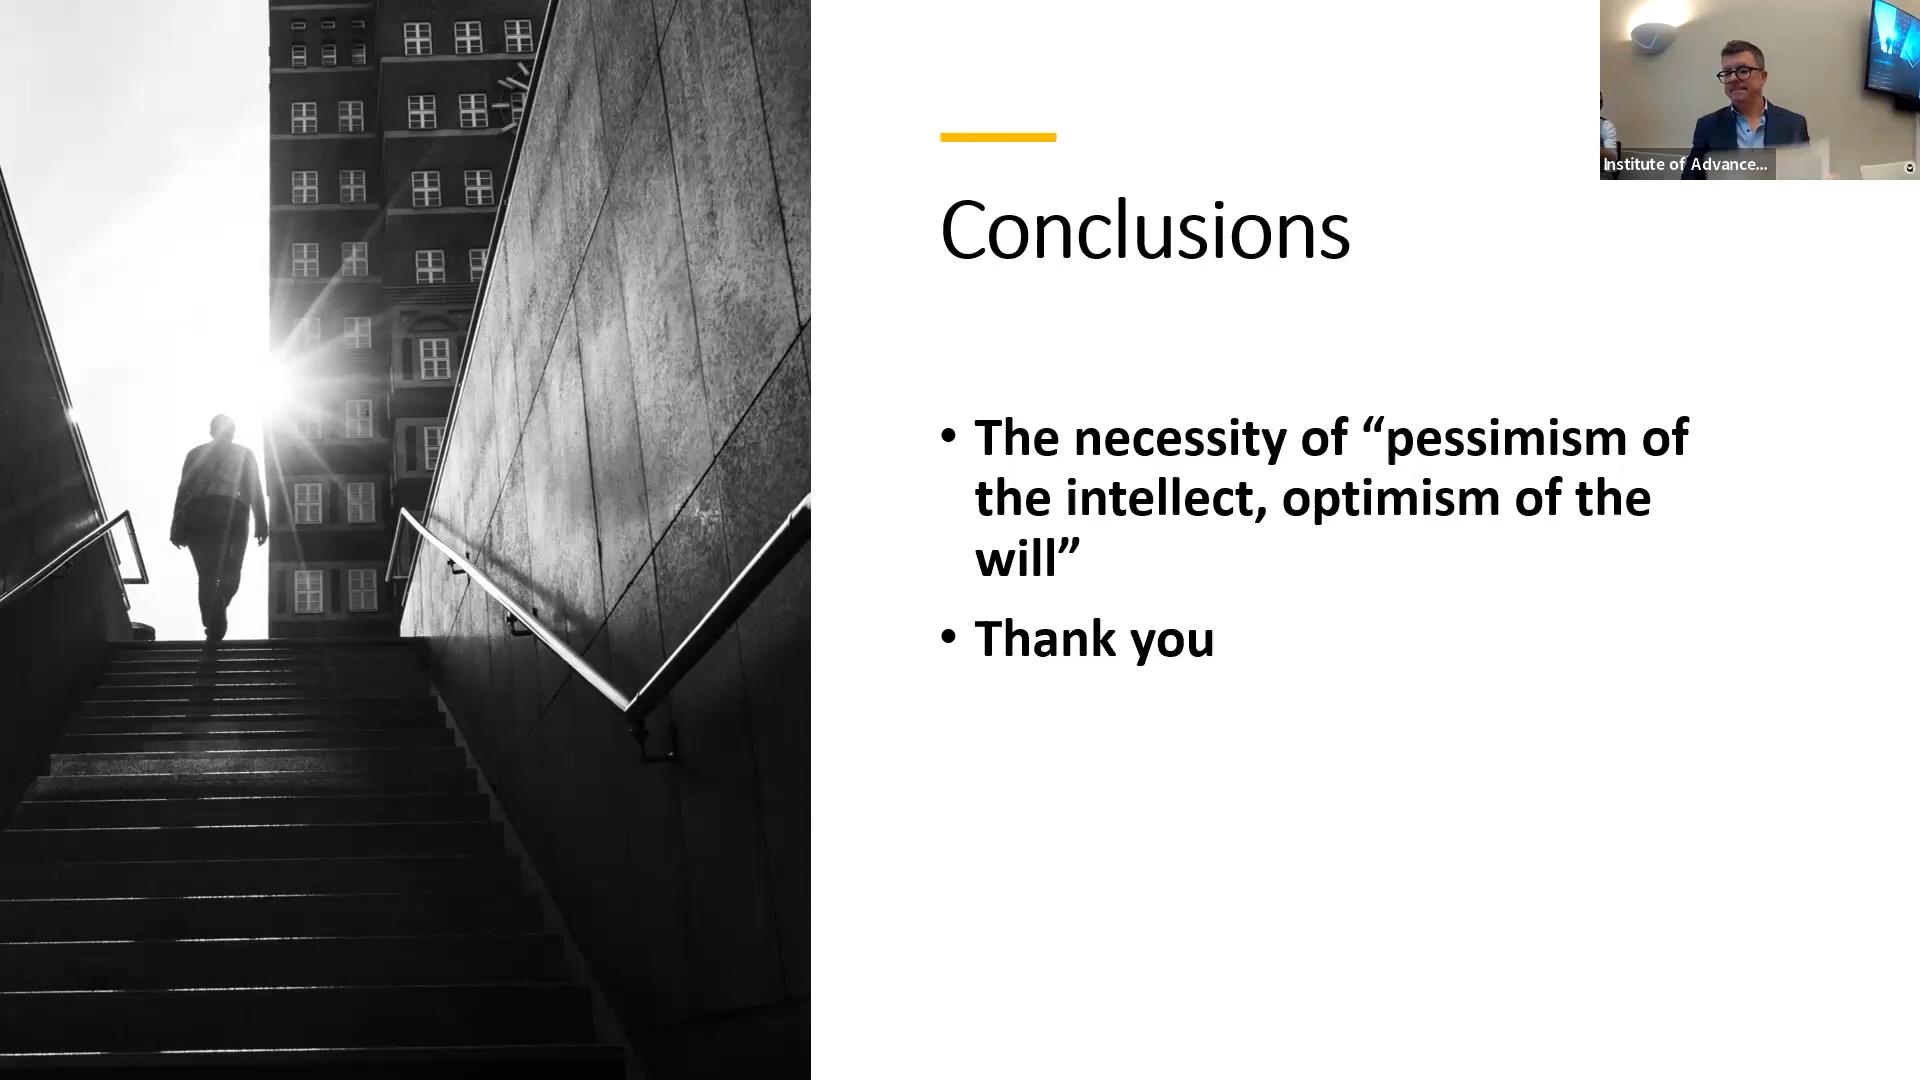 Institute of Advance...
Conclusions
• The necessity of “pessimism of
the intellect, optimism of the
will”
• Thank you